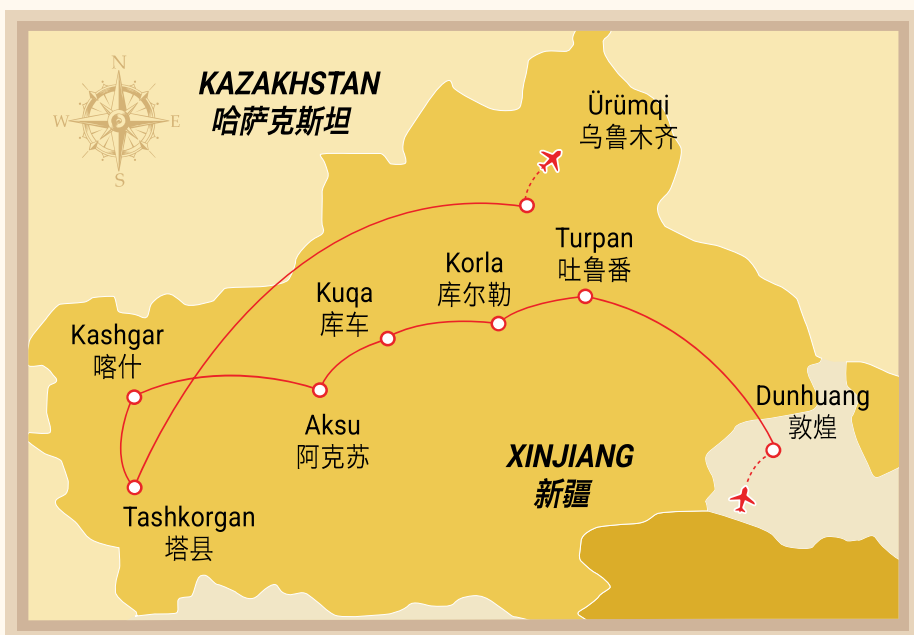 N
W
E
S
KAZAKHSTAN
哈萨克斯坦
Ürümqi
乌鲁木齐
Turpan
吐鲁番
Korla
库尔勒
Kuqa
库车
Kashgar
喀什
Dunhuang
敦煌
Aksu
阿克苏
XINJIANG
新疆
Tashkorgan
塔县